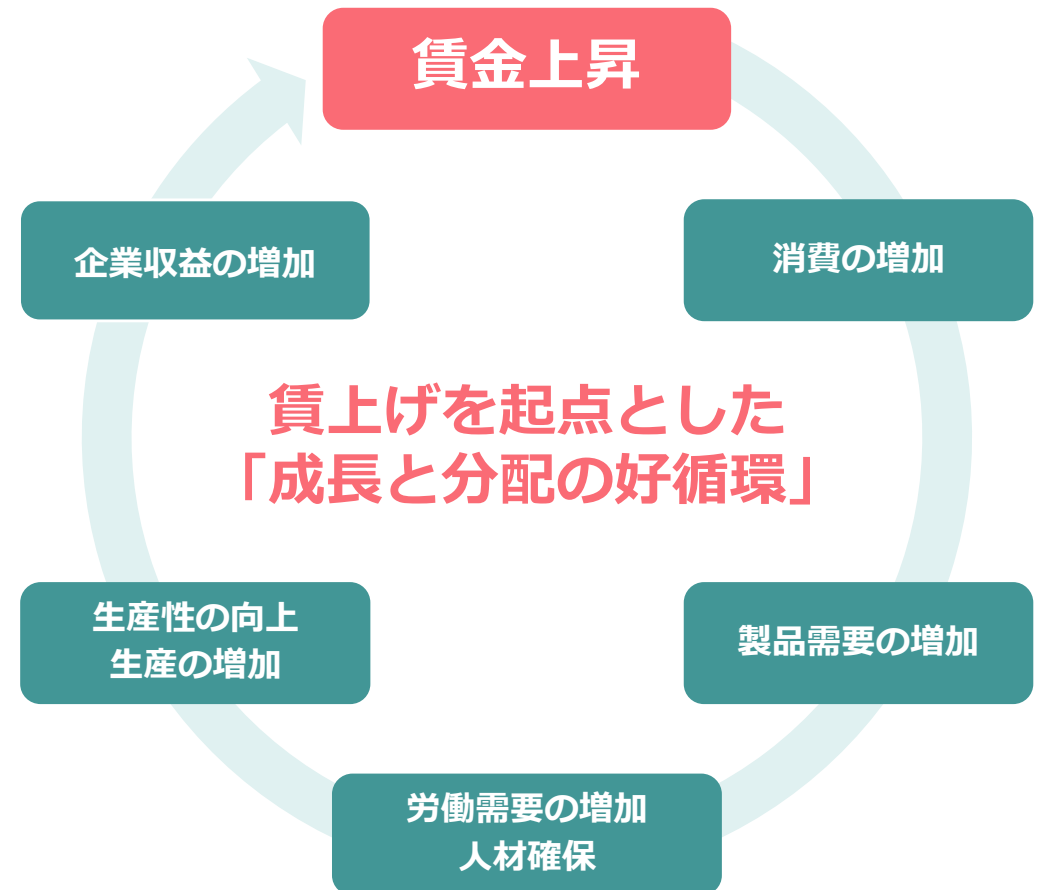 賃金上昇
企業収益の増加
消費の増加
賃上げを起点とした
「成長と分配の好循環」
生産性の向上
生産の増加
製品需要の増加
労働需要の増加
人材確保